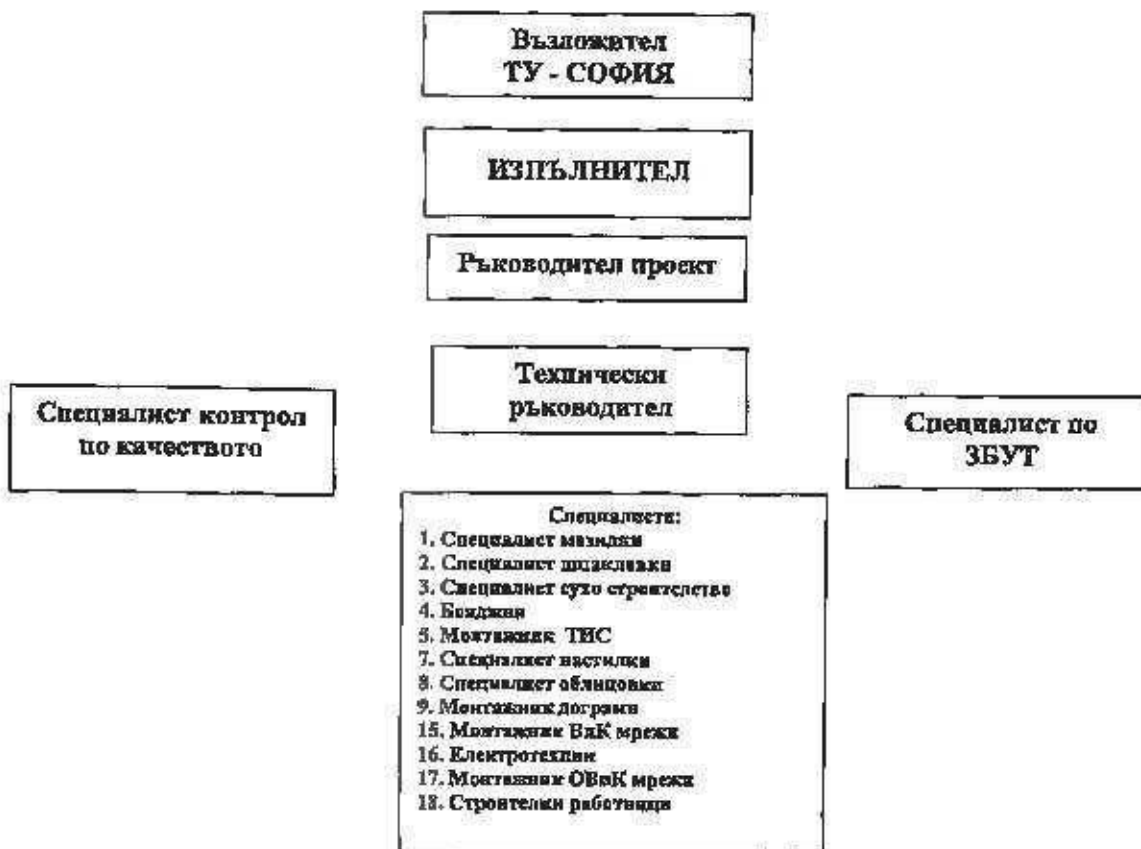 Възложител
ТУ - СОФИЯ
ИЗПЪЛНИТЕЛ
Ръководител проект
Технически
ръководител
Специалист контрол
по качеството
Специалист по
ЗБУТ
Специалисти:
1. Специалист мазилки
2. Специалист шпакловки
3. Специалист сухо строителство
4. Бояджии
5. Монтажник ТИС
7. Специалист настилки
8. Специалист облицовки
9. Монтажник дограми
15. Монтажник ВиК мрежи
16. Електротехник
17. Монтажник ОВиК мрежи
18. Строителни работници